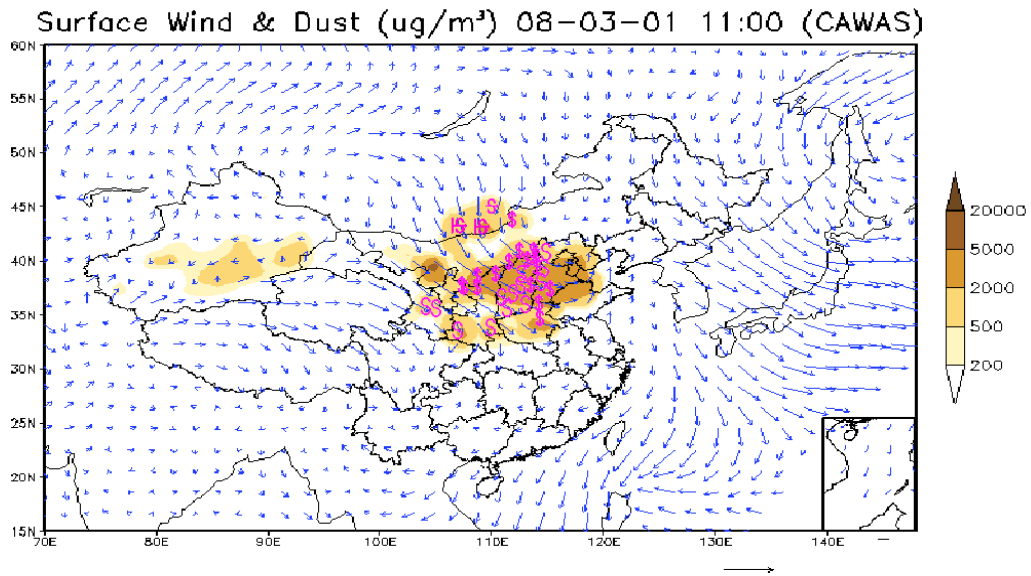 Surface Wind & Dust (ug/m³) 08-03-01 11:00 (CAWAS)
60N
55N
50N
45N
40N
35N
30N
25N
20N
15N
70E 80E 90E 100E 110E 120E 130E 140E
20000
5000
2000
500
200